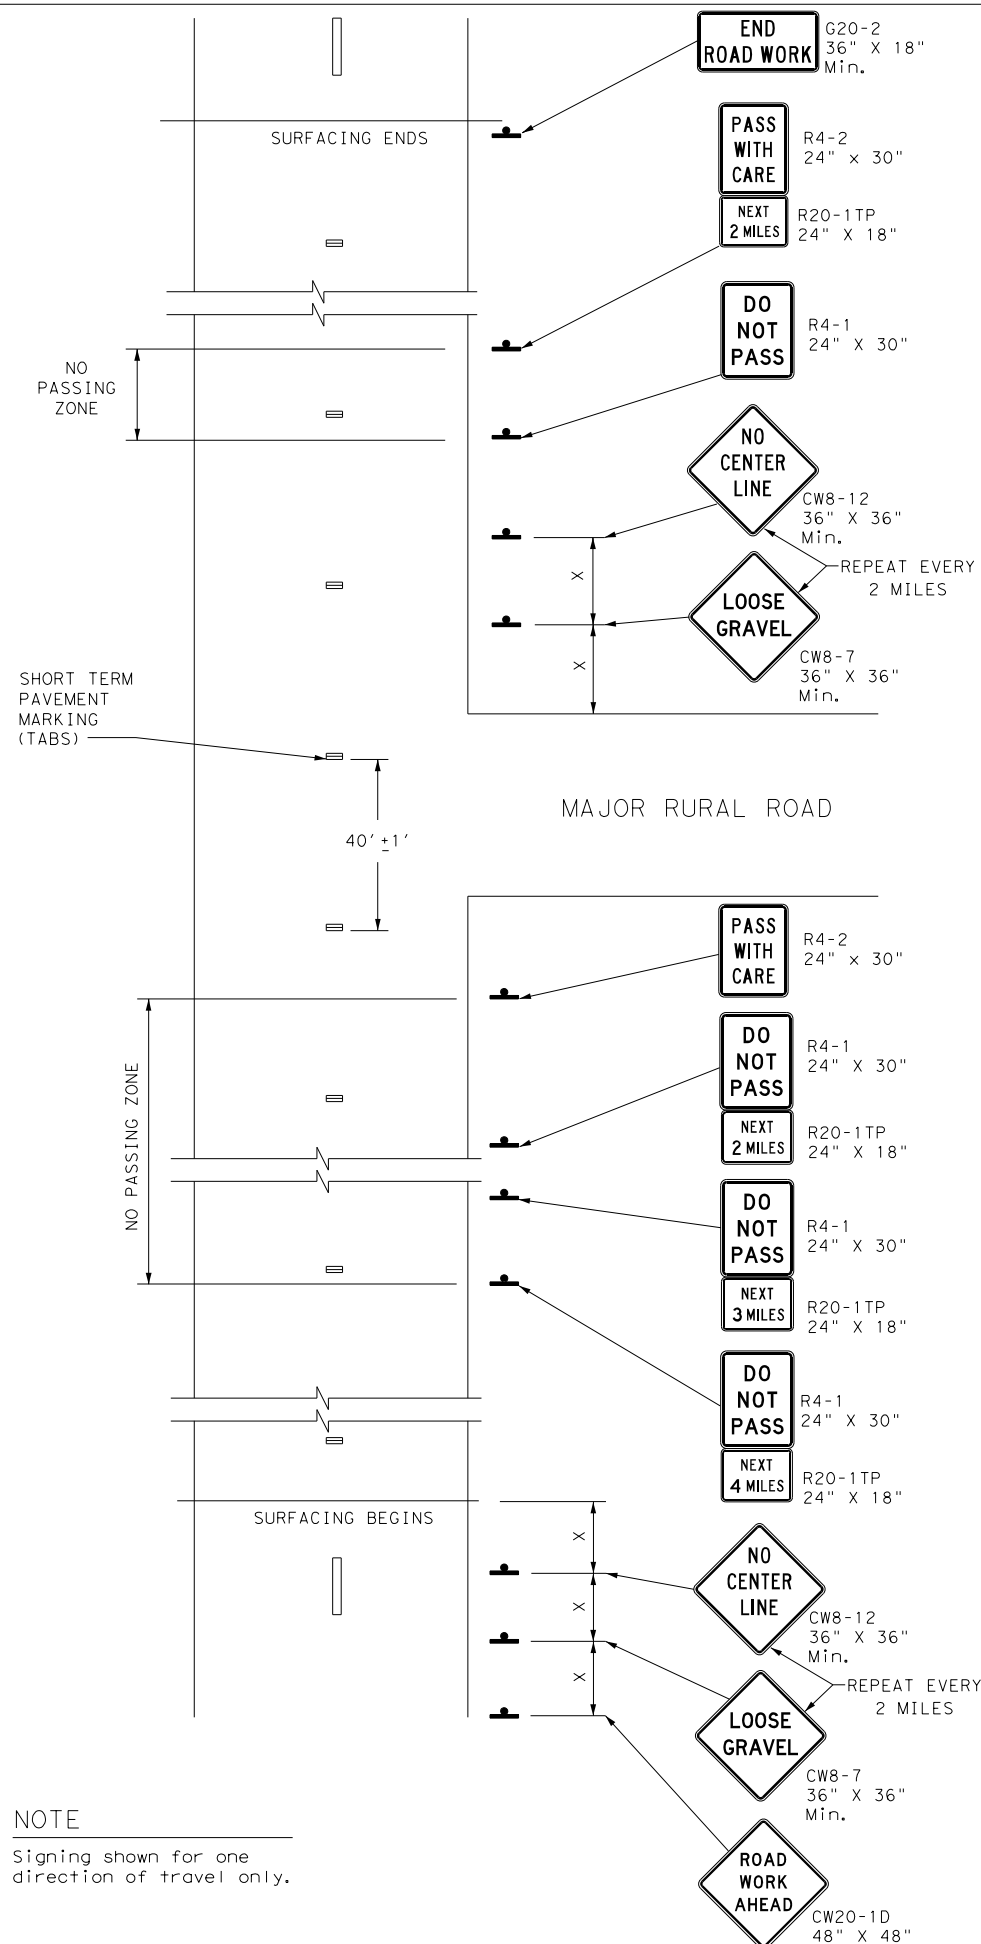 END
ROAD WORK
G20-2
36" X 18"
Min.
SURFACING ENDS
PASS
WITH
CARE
R4-2
24" x 30"
NEXT
2 MILES
R20-1TP
24" X 18"
DO
NOT
PASS
R4-1
24" X 30"
NO
PASSING
ZONE
NO
CENTER
LINE
CW8-12
36" X 36"
Min.
X
REPEAT EVERY
2 MILES
LOOSE
GRAVEL
CW8-7
36" X 36"
Min.
X
SHORT TERM
PAVEMENT
MARKING
(TABS)
40' ±1'
MAJOR RURAL ROAD
PASS
WITH
CARE
R4-2
24" x 30"
NO PASSING ZONE
DO
NOT
PASS
R4-1
24" X 30"
NEXT
2 MILES
R20-1TP
24" X 18"
DO
NOT
PASS
R4-1
24" X 30"
NEXT
3 MILES
R20-1TP
24" X 18"
DO
NOT
PASS
R4-1
24" X 30"
NEXT
4 MILES
R20-1TP
24" X 18"
SURFACING BEGINS
X
NO
CENTER
LINE
CW8-12
36" X 36"
Min.
X
REPEAT EVERY
2 MILES
X
LOOSE
GRAVEL
CW8-7
36" X 36"
Min.
NOTE
Signing shown for one
direction of travel only.
ROAD
WORK
AHEAD
CW20-1D
48" X 48"